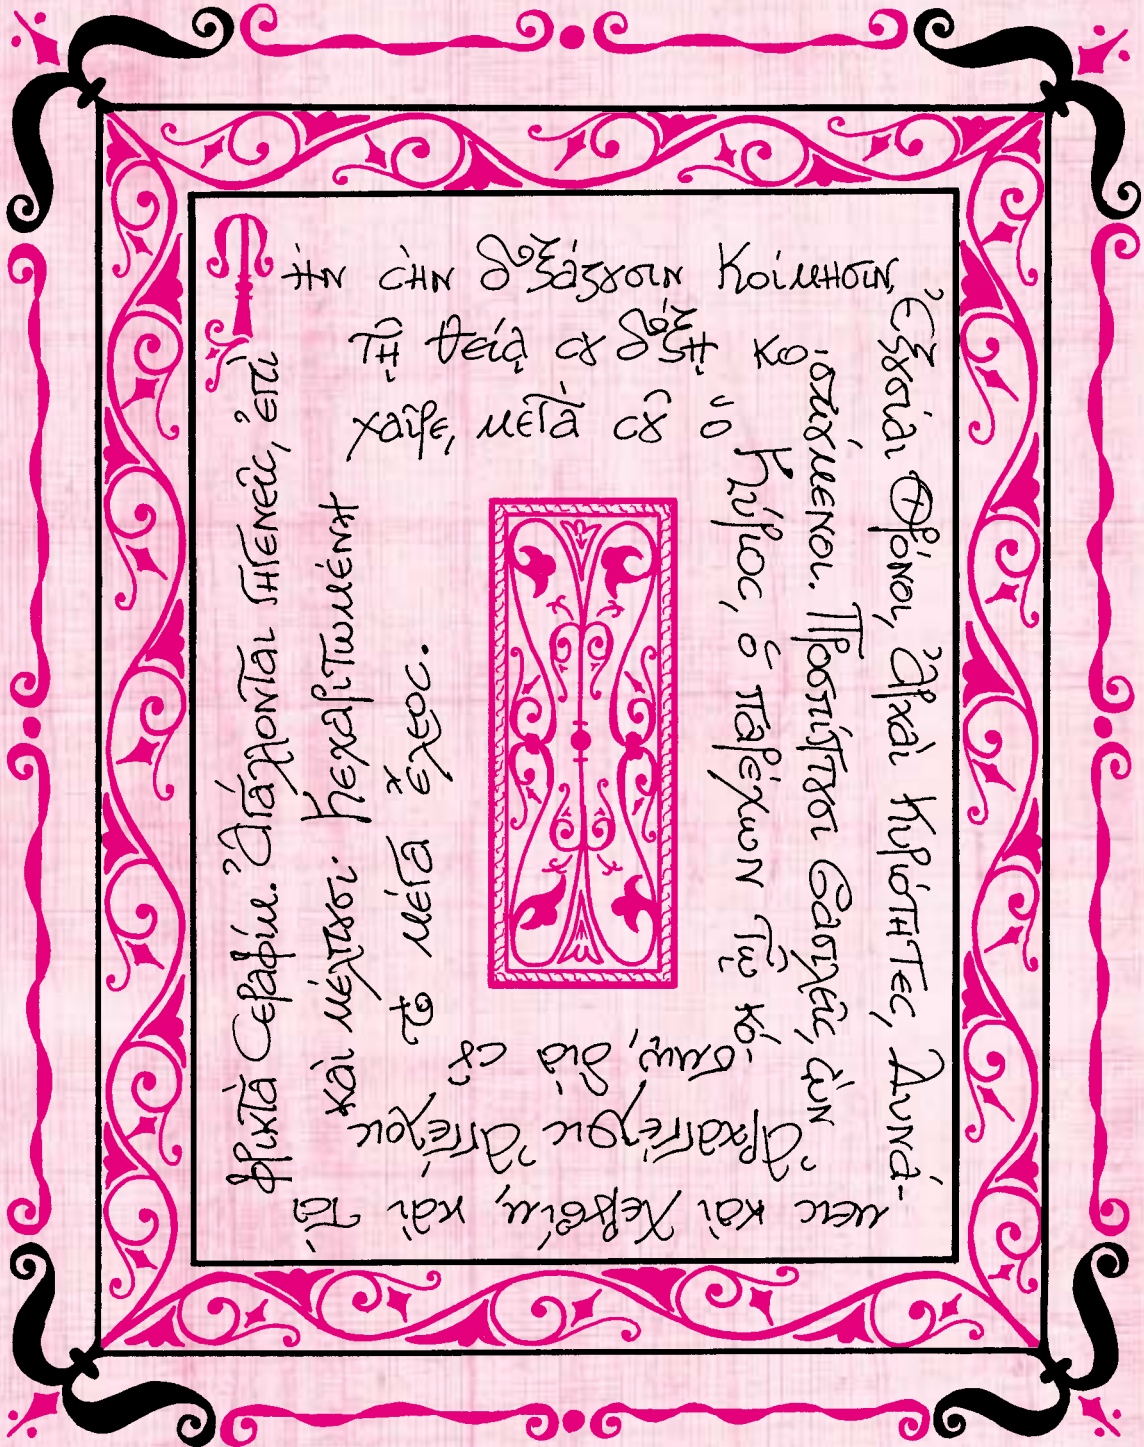 Τὴν σὴν δοξάζουσιν Κοίμησιν,
Ἐξουσίαι Θρόνοι, ἀρχαὶ Κυριότητες, Δυνά-
μεις καὶ Χερουβίμ, καὶ Τὰ
φρικτὰ Σεραφίμ. Ἀγάλλονται γηγενεῖς, ἐπὶ
τῇ θείᾳ σου δόξῃ κο-
σμούμενοι. Προσπίπτουσι βασιλεῖς, σὺν
Ἀρχαγγέλοις Ἀγγέλοις
καὶ μέλπουσι· Κεχαριτωμένη
χαῖρε, μετὰ σοῦ ὁ
Κύριος, ὁ παρέχων τῷ κό-
σμῳ, διὰ σοῦ
τὸ μέγα ἔλεος.